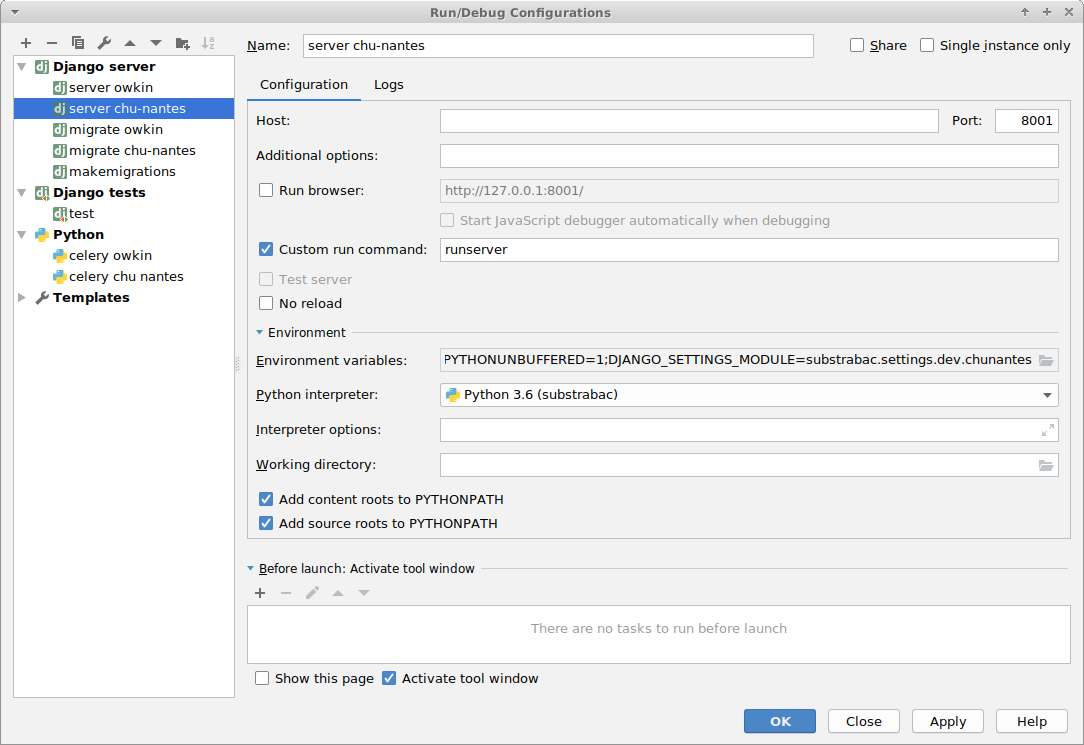 Run/Debug Configurations
Name: server chu-nantes Share Single instance only
Django server
server owkin
server chu-nantes
migrate owkin
migrate chu-nantes
makemigrations
Django tests
test
Python
celery owkin
celery chu nantes
Templates
Configuration Logs
Host: Port: 8001
Additional options:
Run browser: http://127.0.0.1:8001/
Start JavaScript debugger automatically when debugging
Custom run command: runserver
Test server
No reload
Environment
Environment variables: PYTHONUNBUFFERED=1;DJANGO_SETTINGS_MODULE=substrabac.settings.dev.chunantes
Python interpreter: Python 3.6 (substrabac)
Interpreter options:
Working directory:
Add content roots to PYTHONPATH
Add source roots to PYTHONPATH
Before launch: Activate tool window
There are no tasks to run before launch
Show this page Activate tool window
OK Close Apply Help